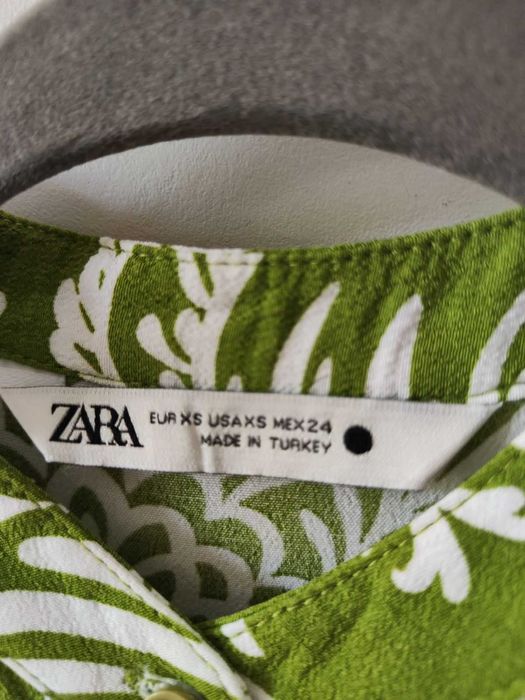 ZARA
EUR XS USA XS MEX 24
MADE IN TURKEY